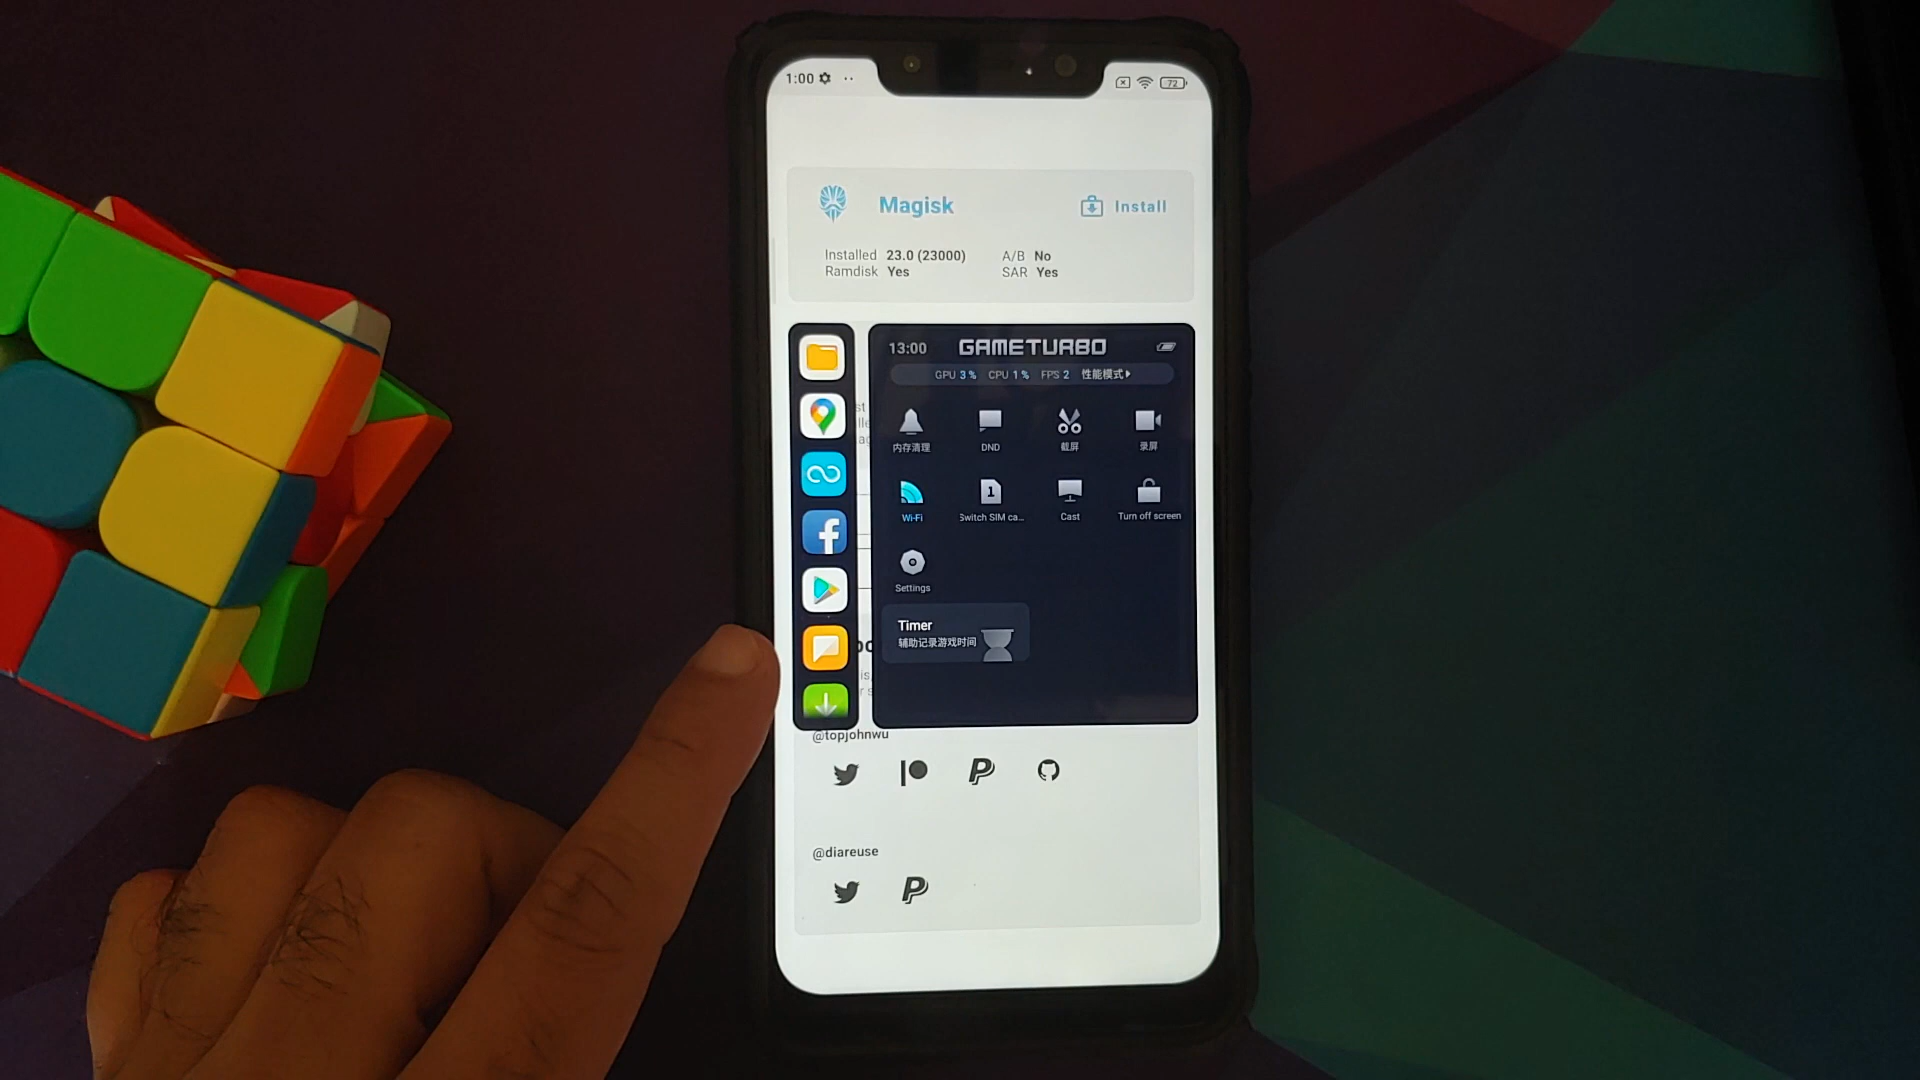 1:00
72
Magisk
Install
Installed 23.0 (23000)
A/B No
Ramdisk Yes
SAR Yes
13:00
GAMETURBO
GPU 3% CPU 1% FPS 2 性能模式
内存清理
DND
截屏
录屏
Wi-Fi
1
Switch SIM ca...
Cast
Turn off screen
Settings
Timer
辅助记录游戏时间
@topjohnwu
@diareuse